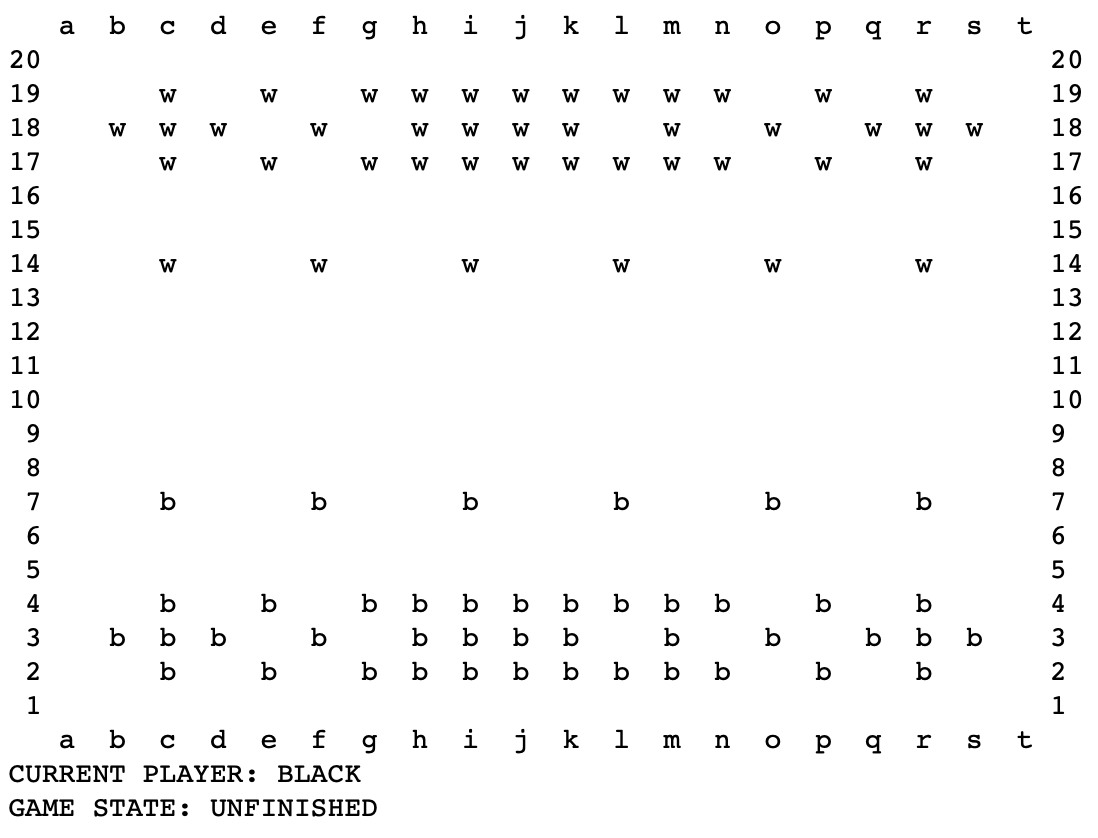 a b c d e f g h i j k l m n o p q r s t
20 20
19 w w w w w w w w w w w w 19
18 w w w w w w w w w w w w w 18
17 w w w w w w w w w w w w 17
16 16
15 15
14 w w w w w w 14
13 13
12 12
11 11
10 10
9 9
8 8
7 b b b b b b 7
6 6
5 5
4 b b b b b b b b b b b b 4
3 b b b b b b b b b b b b b 3
2 b b b b b b b b b b b b 2
1 1
a b c d e f g h i j k l m n o p q r s t
CURRENT PLAYER: BLACK
GAME STATE: UNFINISHED